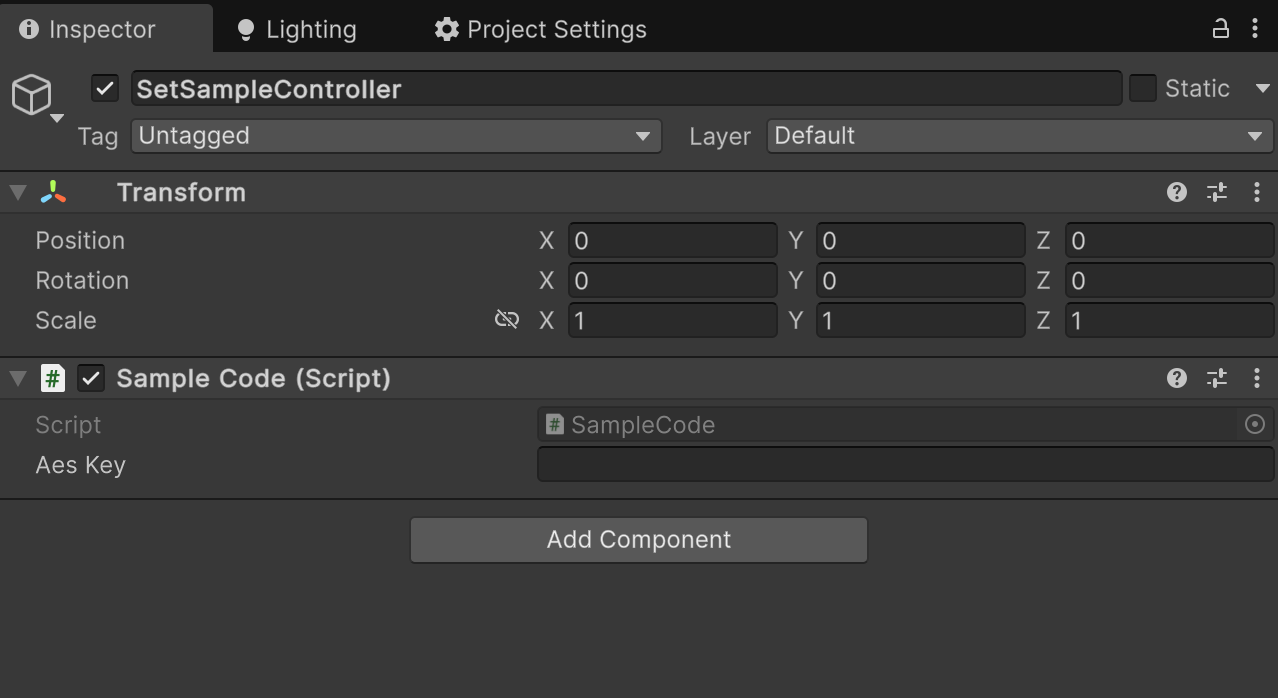 Inspector Lighting Project Settings
SetSampleController Static
Tag Untagged Layer Default
Transform
Position X 0 Y 0 Z 0
Rotation X 0 Y 0 Z 0
Scale X 1 Y 1 Z 1
# Sample Code (Script)
Script # SampleCode
Aes Key
Add Component